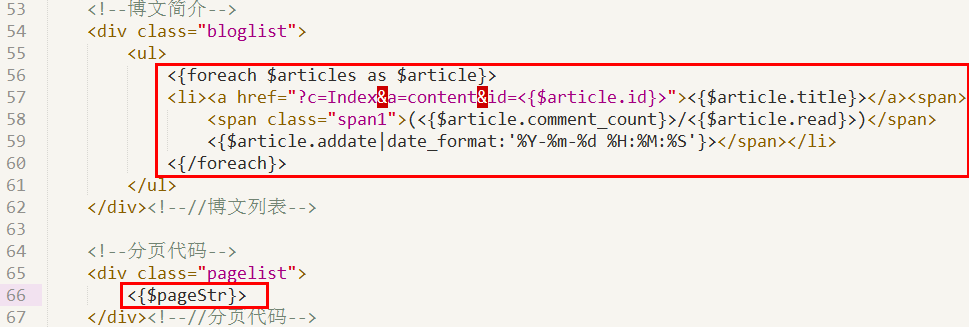 53 <!--博文简介-->
54 <div class="bloglist">
55 <ul>
56 <{foreach $articles as $article}>
57 <li><a href="?c=Index&a=content&id=<{$article.id}>"><{$article.title}></a><span>
58 <span class="span1">(<{$article.comment_count}>/<{$article.read}>)</span>
59 <{$article.addate|date_format:'%Y-%m-%d %H:%M:%S'}></span></li>
60 <{/foreach}>
61 </ul>
62 </div><!--//博文列表-->
63
64 <!--分页代码-->
65 <div class="pagelist">
66 <{$pageStr}>
67 </div><!--//分页代码-->